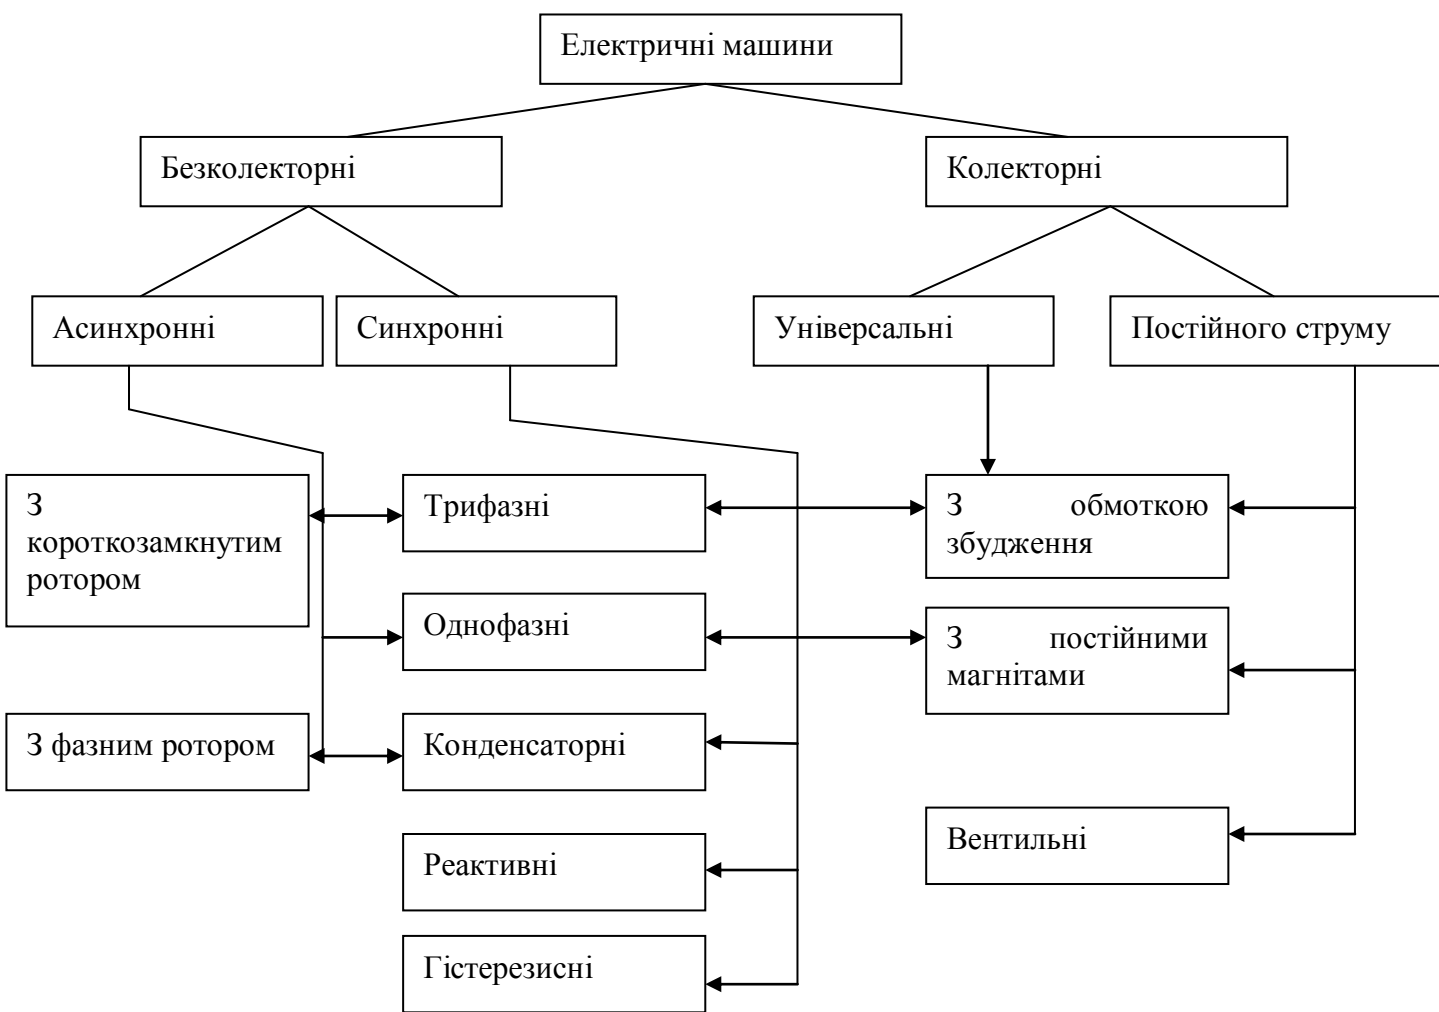 Електричні машини
Безколекторні
Колекторні
Асинхронні
Синхронні
Універсальні
Постійного струму
З
короткозамкнутим
ротором
Трифазні
З обмоткою
збудження
Однофазні
З постійними
магнітами
З фазним ротором
Конденсаторні
Вентильні
Реактивні
Гістерезисні